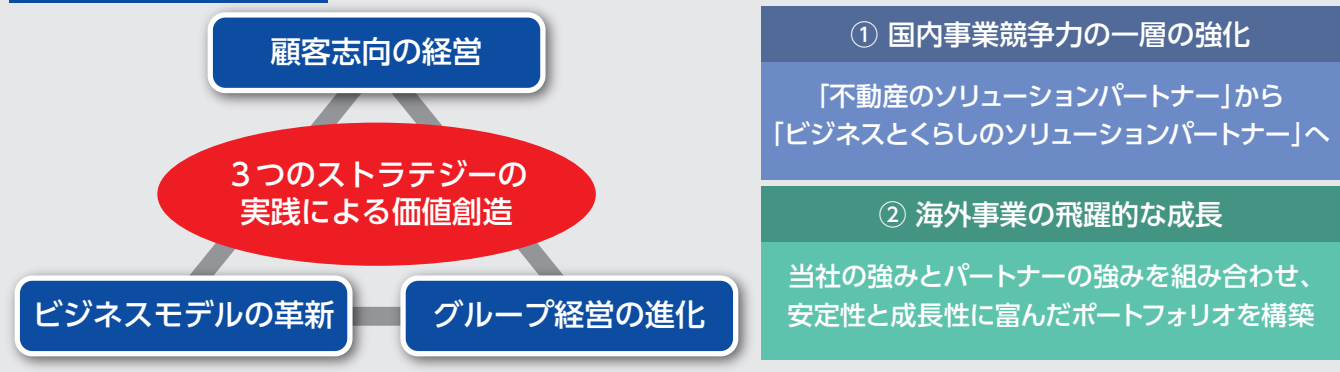 顧客志向の経営
3つのストラテジーの
実践による価値創造
ビジネスモデルの革新
グループ経営の進化
① 国内事業競争力の一層の強化
「不動産のソリューションパートナー」から
「ビジネスとくらしのソリューションパートナー」へ
② 海外事業の飛躍的な成長
当社の強みとパートナーの強みを組み合わせ、
安定性と成長性に富んだポートフォリオを構築